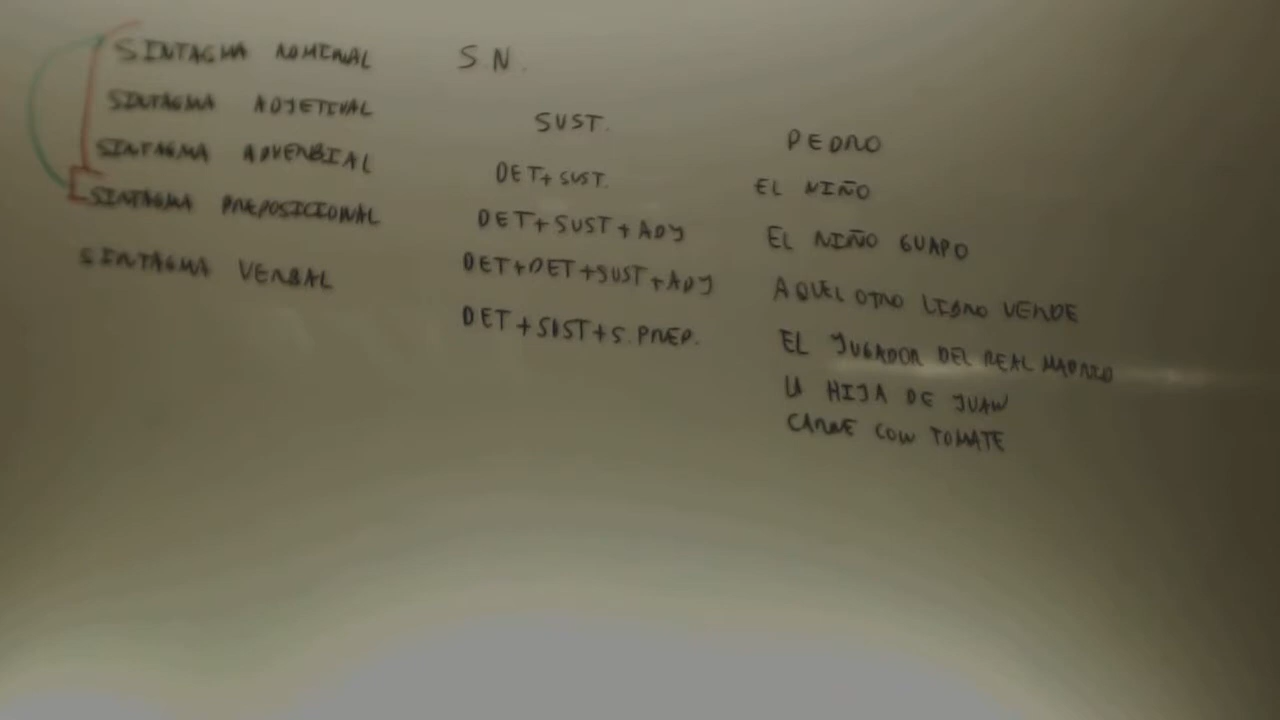 SINTAGMA NOMINAL S.N.
SINTAGMA ADJETIVAL
SINTAGMA ADVERBIAL
SINTAGMA PREPOSICIONAL
SINTAGMA VERBAL
SUST.
DET+SUST.
DET+SUST+ADJ
DET+DET+SUST+ADJ
DET+SUST+S.PREP.
PEDRO
EL NIÑO
EL NIÑO GUAPO
AQUEL OTRO LIBRO VERDE
EL JUGADOR DEL REAL MADRID
LA HIJA DE JUAN
CARNE CON TOMATE